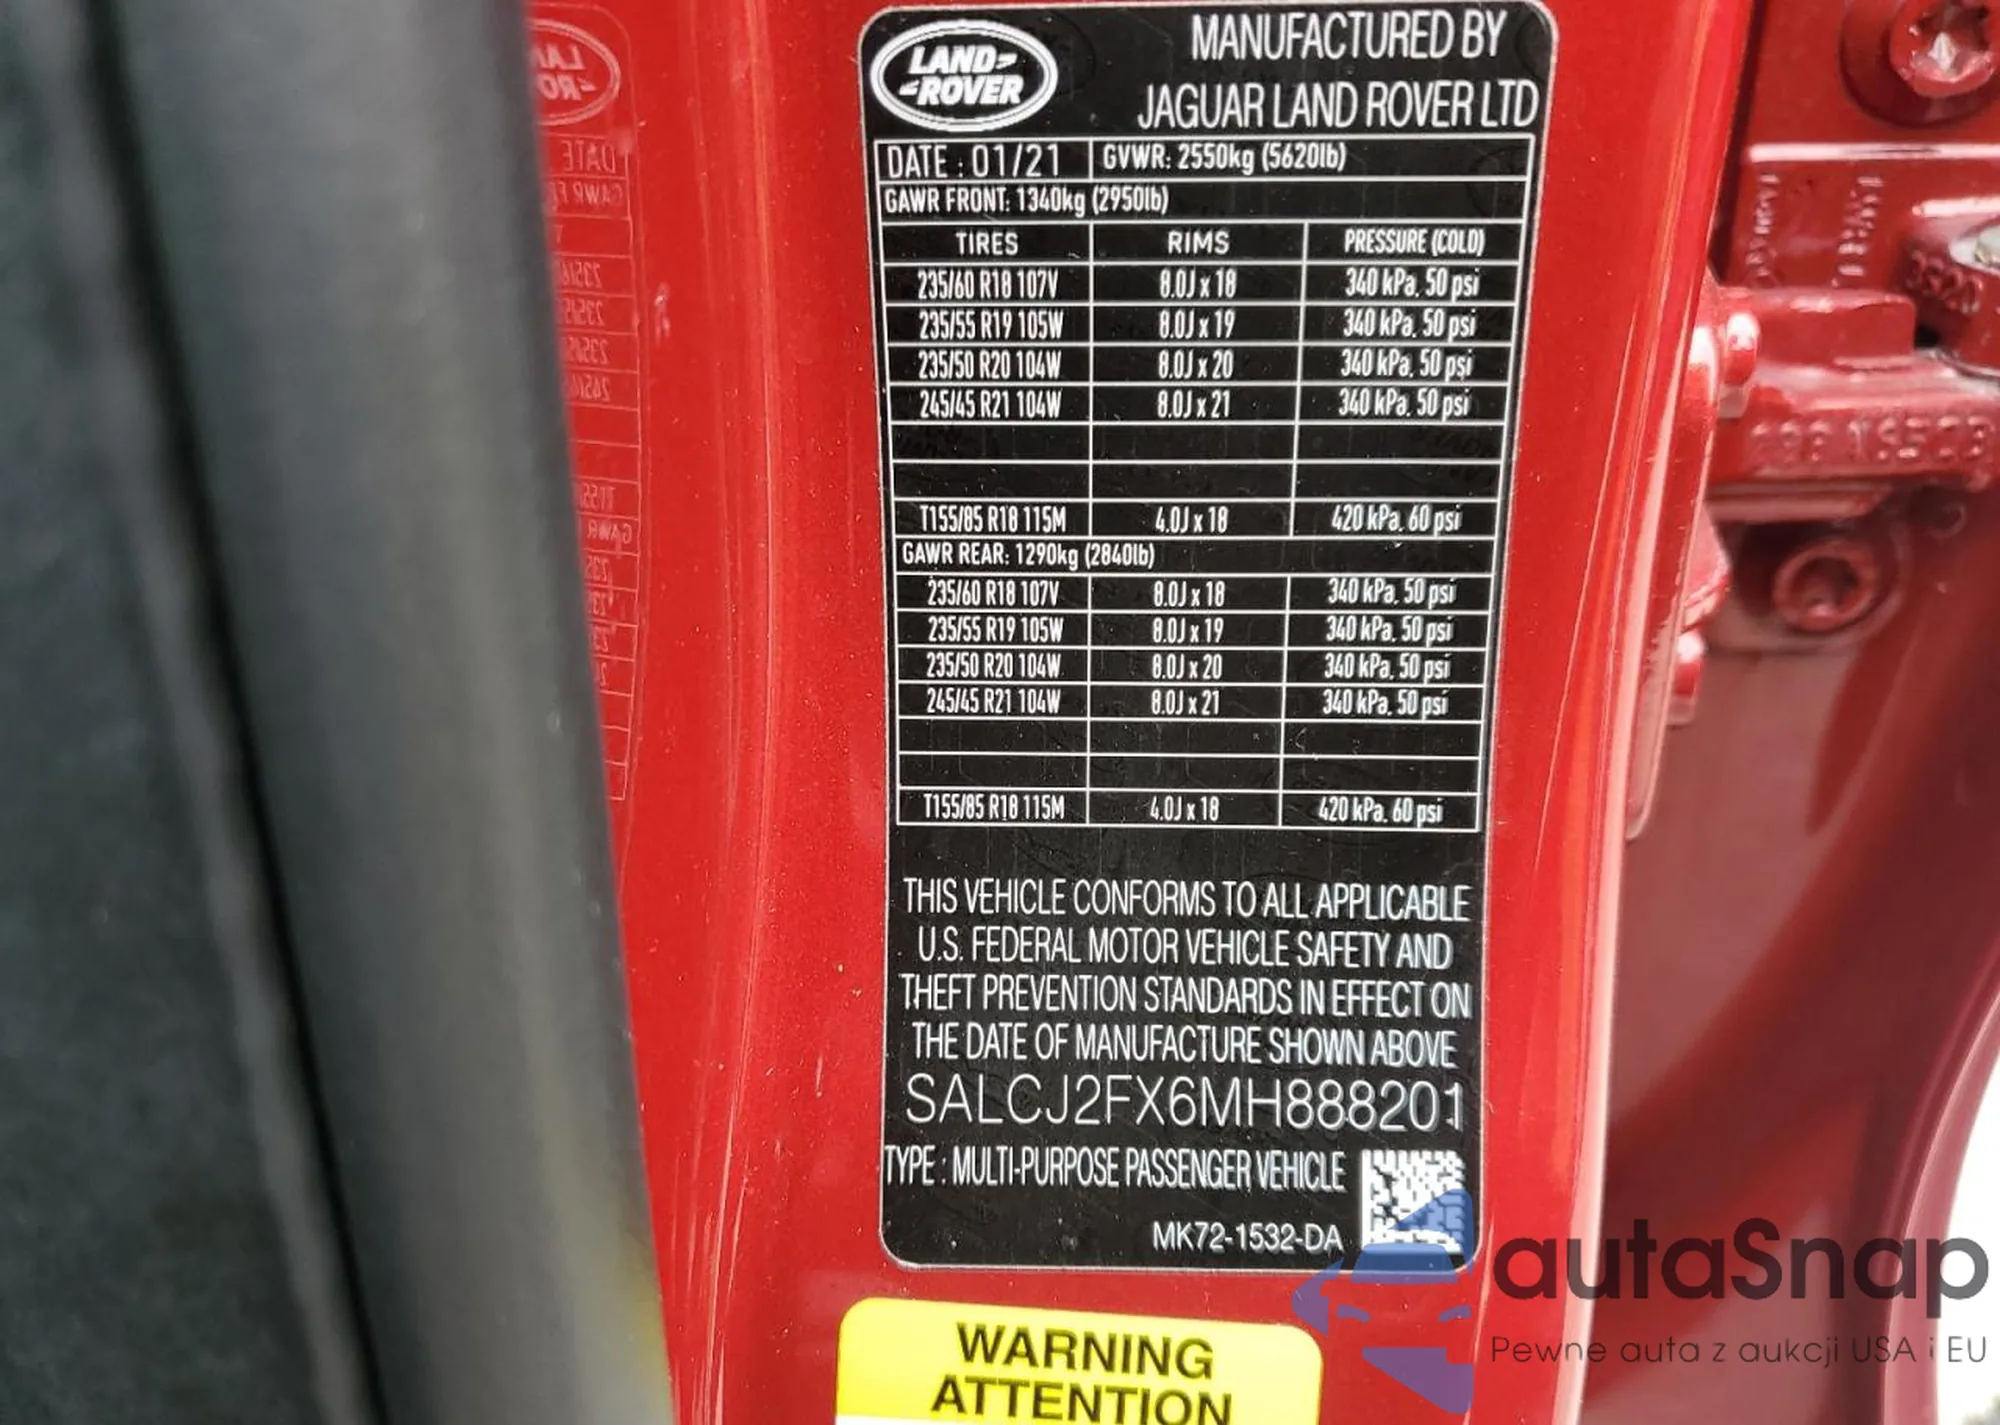 LAND ROVER
MANUFACTURED BY
JAGUAR LAND ROVER LTD
DATE : 01/21 GVWR: 2550kg (5620lb)
GAWR FRONT: 1340kg (2950lb)
TIRES RIMS PRESSURE (COLD)
235/60 R18 107V 8.0J x 18 340 kPa, 50 psi
235/55 R19 105W 8.0J x 19 340 kPa, 50 psi
235/50 R20 104W 8.0J x 20 340 kPa, 50 psi
245/45 R21 104W 8.0J x 21 340 kPa, 50 psi
T155/85 R18 115M 4.0J x 18 420 kPa, 60 psi
GAWR REAR: 1290kg (2840lb)
235/60 R18 107V 8.0J x 18 340 kPa, 50 psi
235/55 R19 105W 8.0J x 19 340 kPa, 50 psi
235/50 R20 104W 8.0J x 20 340 kPa, 50 psi
245/45 R21 104W 8.0J x 21 340 kPa, 50 psi
T155/85 R18 115M 4.0J x 18 420 kPa, 60 psi
THIS VEHICLE CONFORMS TO ALL APPLICABLE
U.S. FEDERAL MOTOR VEHICLE SAFETY AND
THEFT PREVENTION STANDARDS IN EFFECT ON
THE DATE OF MANUFACTURE SHOWN ABOVE
SALCJ2FX6MH888201
TYPE : MULTI-PURPOSE PASSENGER VEHICLE
MK72-1532-DA
WARNING
ATTENTION
autaSnap
Pewne auta z aukcji USA i EU